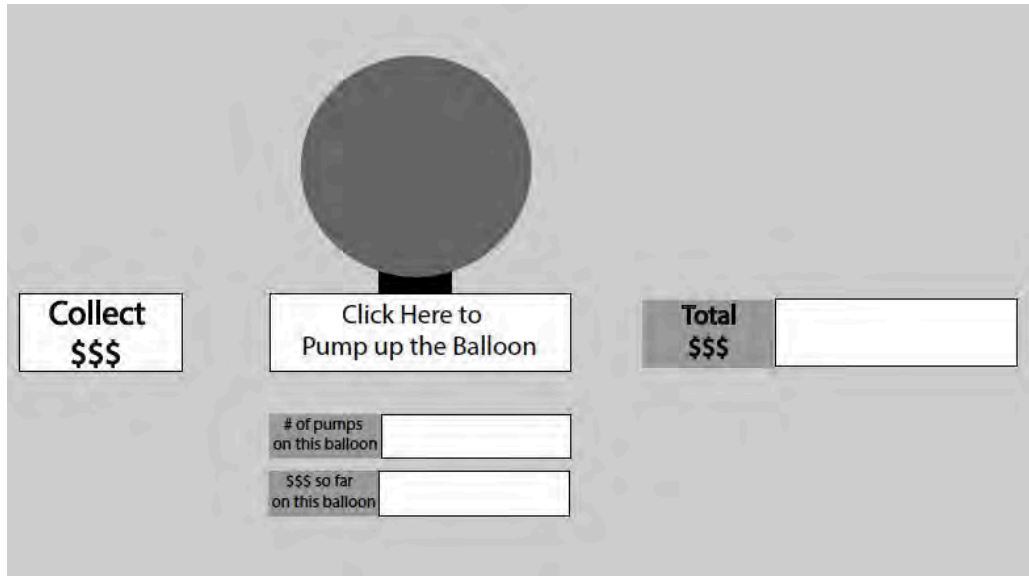 Collect
$$$
Click Here to
Pump up the Balloon
Total
$$$
# of pumps
on this balloon
$$$ so far
on this balloon